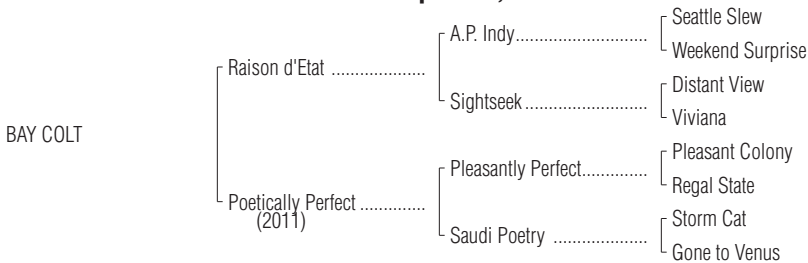 Seattle Slew
A.P. Indy
Weekend Surprise
Raison d'Etat
Distant View
Sightseek
Viviana
BAY COLT
Pleasant Colony
Pleasantly Perfect
Regal State
Poetically Perfect
(2011)
Storm Cat
Saudi Poetry
Gone to Venus